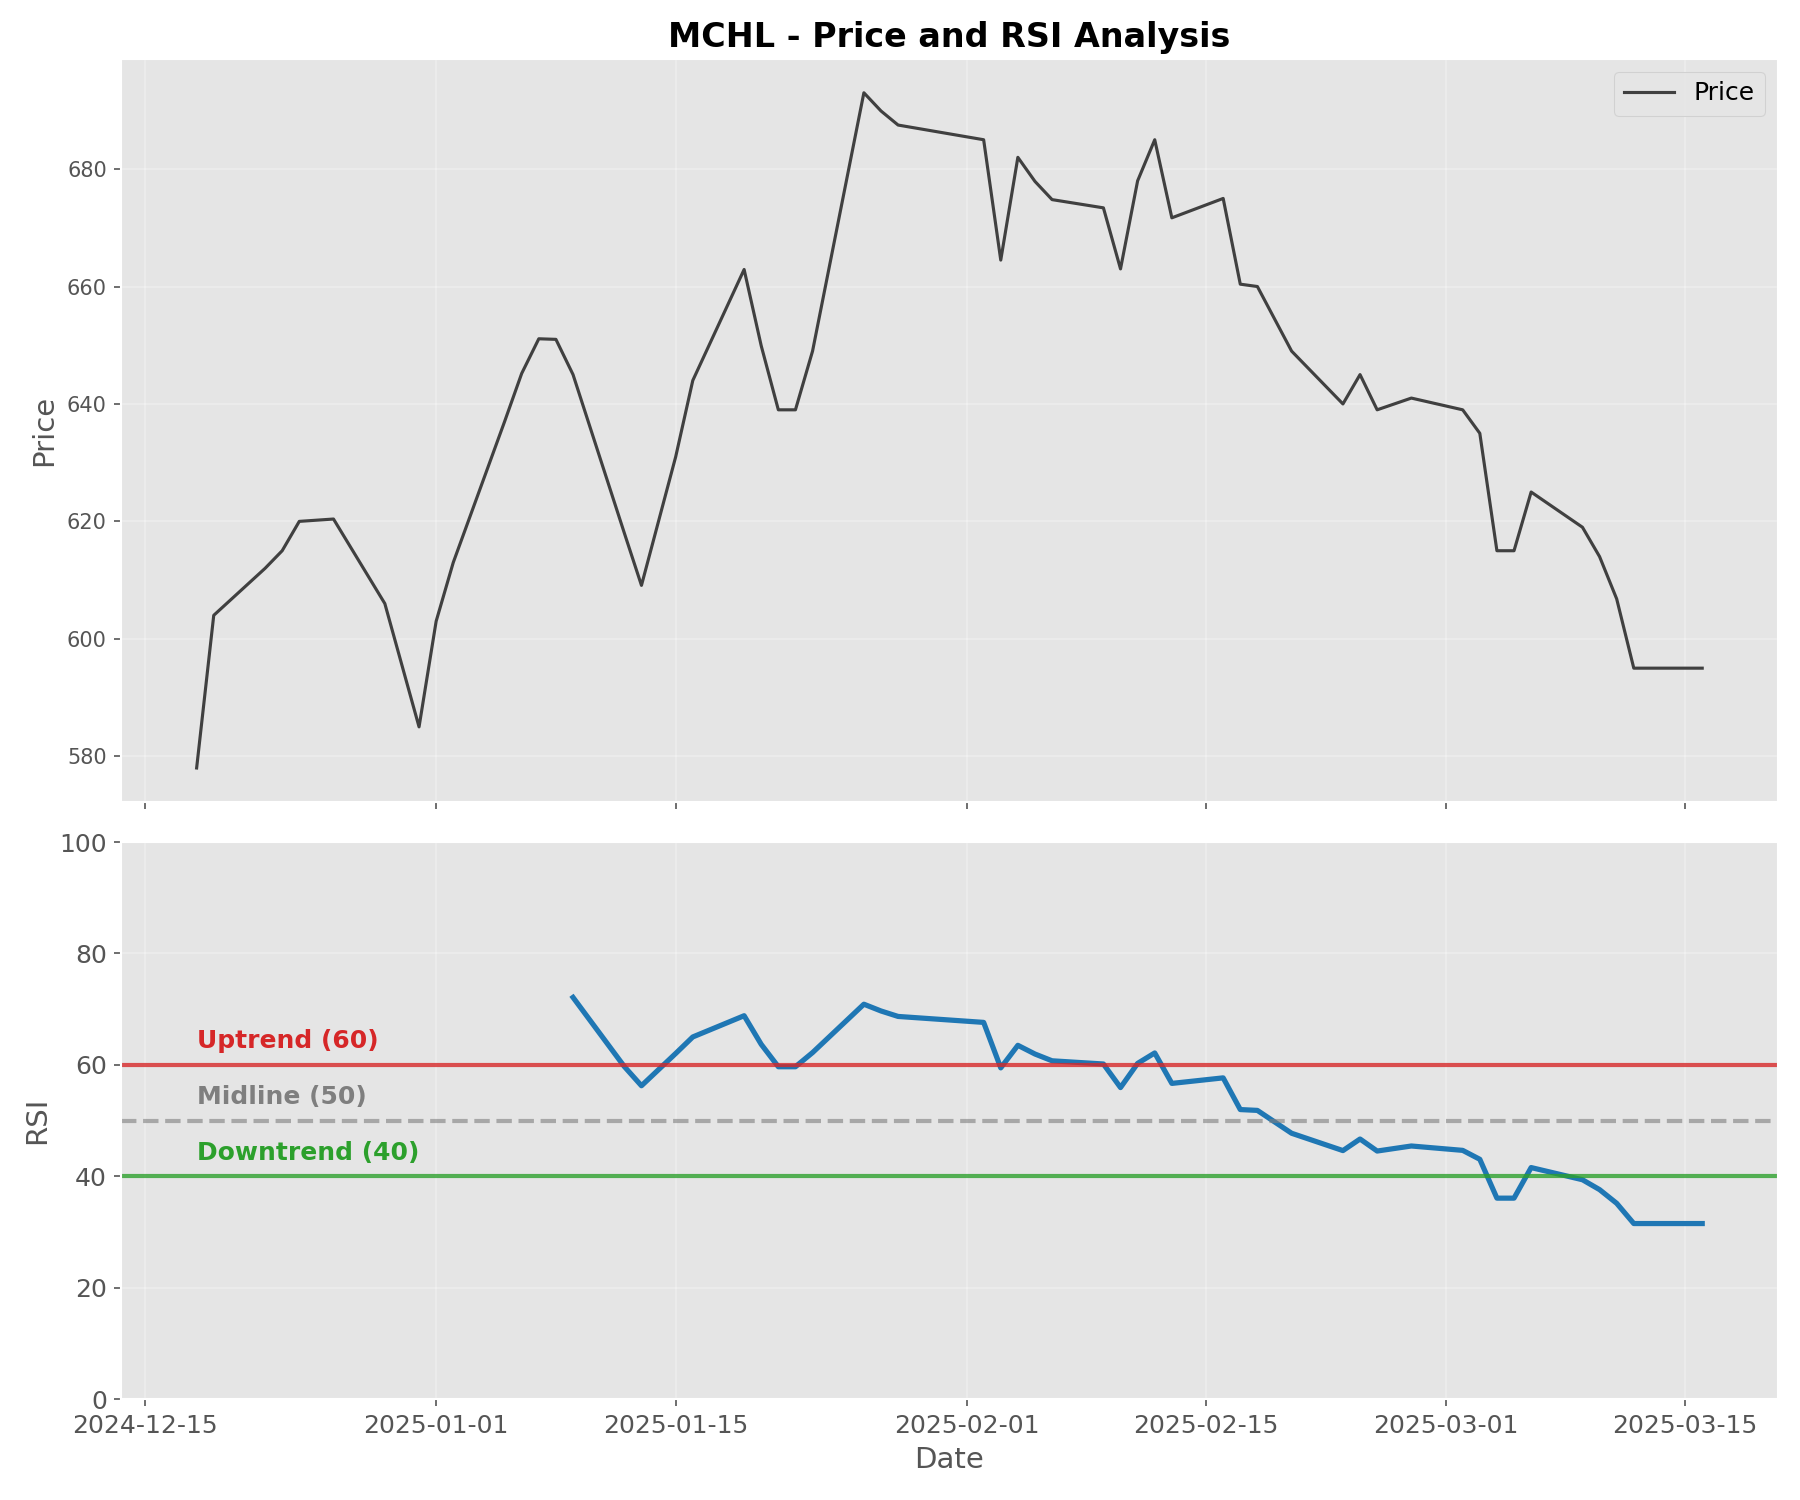 MCHL - Price and RSI Analysis
Price
680
660
640
620
600
580
Price
100
80
60
40
20
0
RSI
Uptrend (60)
Midline (50)
Downtrend (40)
2024-12-15
2025-01-01
2025-01-15
2025-02-01
2025-02-15
2025-03-01
2025-03-15
Date